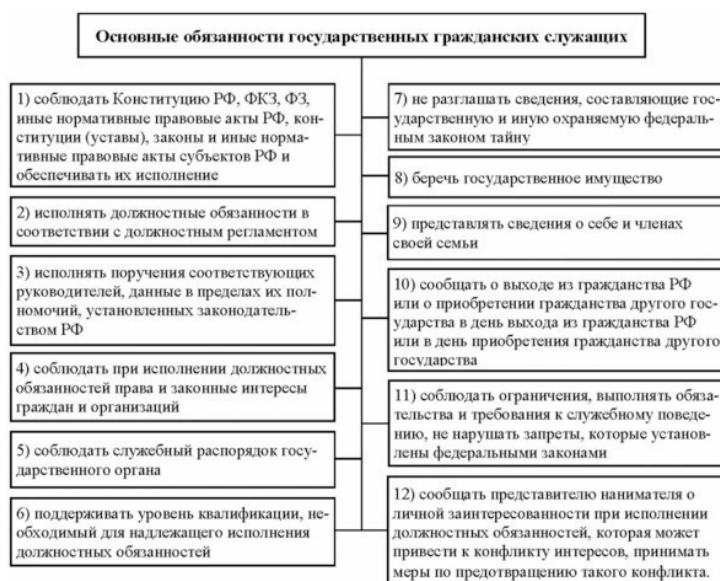 Основные обязанности государственных гражданских служащих
1) соблюдать Конституцию РФ, ФКЗ, ФЗ,
иные нормативные правовые акты РФ, кон-
ституции (уставы), законы и иные норма-
тивные правовые акты субъектов РФ и
обеспечивать их исполнение
2) исполнять должностные обязанности в
соответствии с должностным регламентом
3) исполнять поручения соответствующих
руководителей, данные в пределах их пол-
номочий, установленных законодатель-
ством РФ
4) соблюдать при исполнении должностных
обязанностей права и законные интересы
граждан и организаций
5) соблюдать служебный распорядок госу-
дарственного органа
6) поддерживать уровень квалификации, не-
обходимый для надлежащего исполнения
должностных обязанностей
7) не разглашать сведения, составляющие гос-
ударственную и иную охраняемую федераль-
ным законом тайну
8) беречь государственное имущество
9) представлять сведения о себе и членах
своей семьи
10) сообщать о выходе из гражданства РФ
или о приобретении гражданства другого гос-
ударства в день выхода из гражданства РФ
или в день приобретения гражданства другого
государства
11) соблюдать ограничения, выполнять обяза-
тельства и требования к служебному поведе-
нию, не нарушать запреты, которые установ-
лены федеральными законами
12) сообщать представителю нанимателя о
личной заинтересованности при исполнении
должностных обязанностей, которая может
привести к конфликту интересов, принимать
меры по предотвращению такого конфликта.